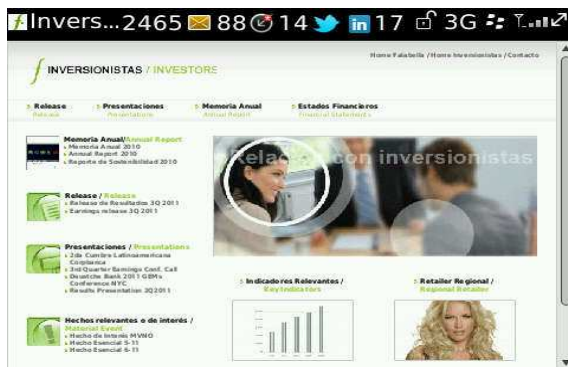 Invers...2465 88 14 in 17 3G
Home Falabella /Home Inversionistas /Contacto
f INVERSIONISTAS / INVESTORS
Release
Release
Presentaciones
Presentations
Memoria Anual
Annual Report
Estados Financieros
Financial Statements
Memoria Anual/Annual Report
Memoria Anual 2010
Annual Report 2010
Reporte de Sostenibilidad 2010
Relación con inversionistas
Release / Release
Release de Resultados 3Q 2011
Earnings release 3Q 2011
Presentaciones / Presentations
2da Cumbre Latinoamericana
Corpbanca
3rd Quarter Earnings Conf. Call
Deustche Bank 2011 GEMs
Conference NYC
Results Presentation 2Q2011
Indicadores Relevantes /
Key Indicators
Retailer Regional /
Regional Retailer
Hechos relevantes o de interés /
Material Event
Hecho de Interés MVNO
Hecho Esencial 5-11
Hecho Esencial 6-11